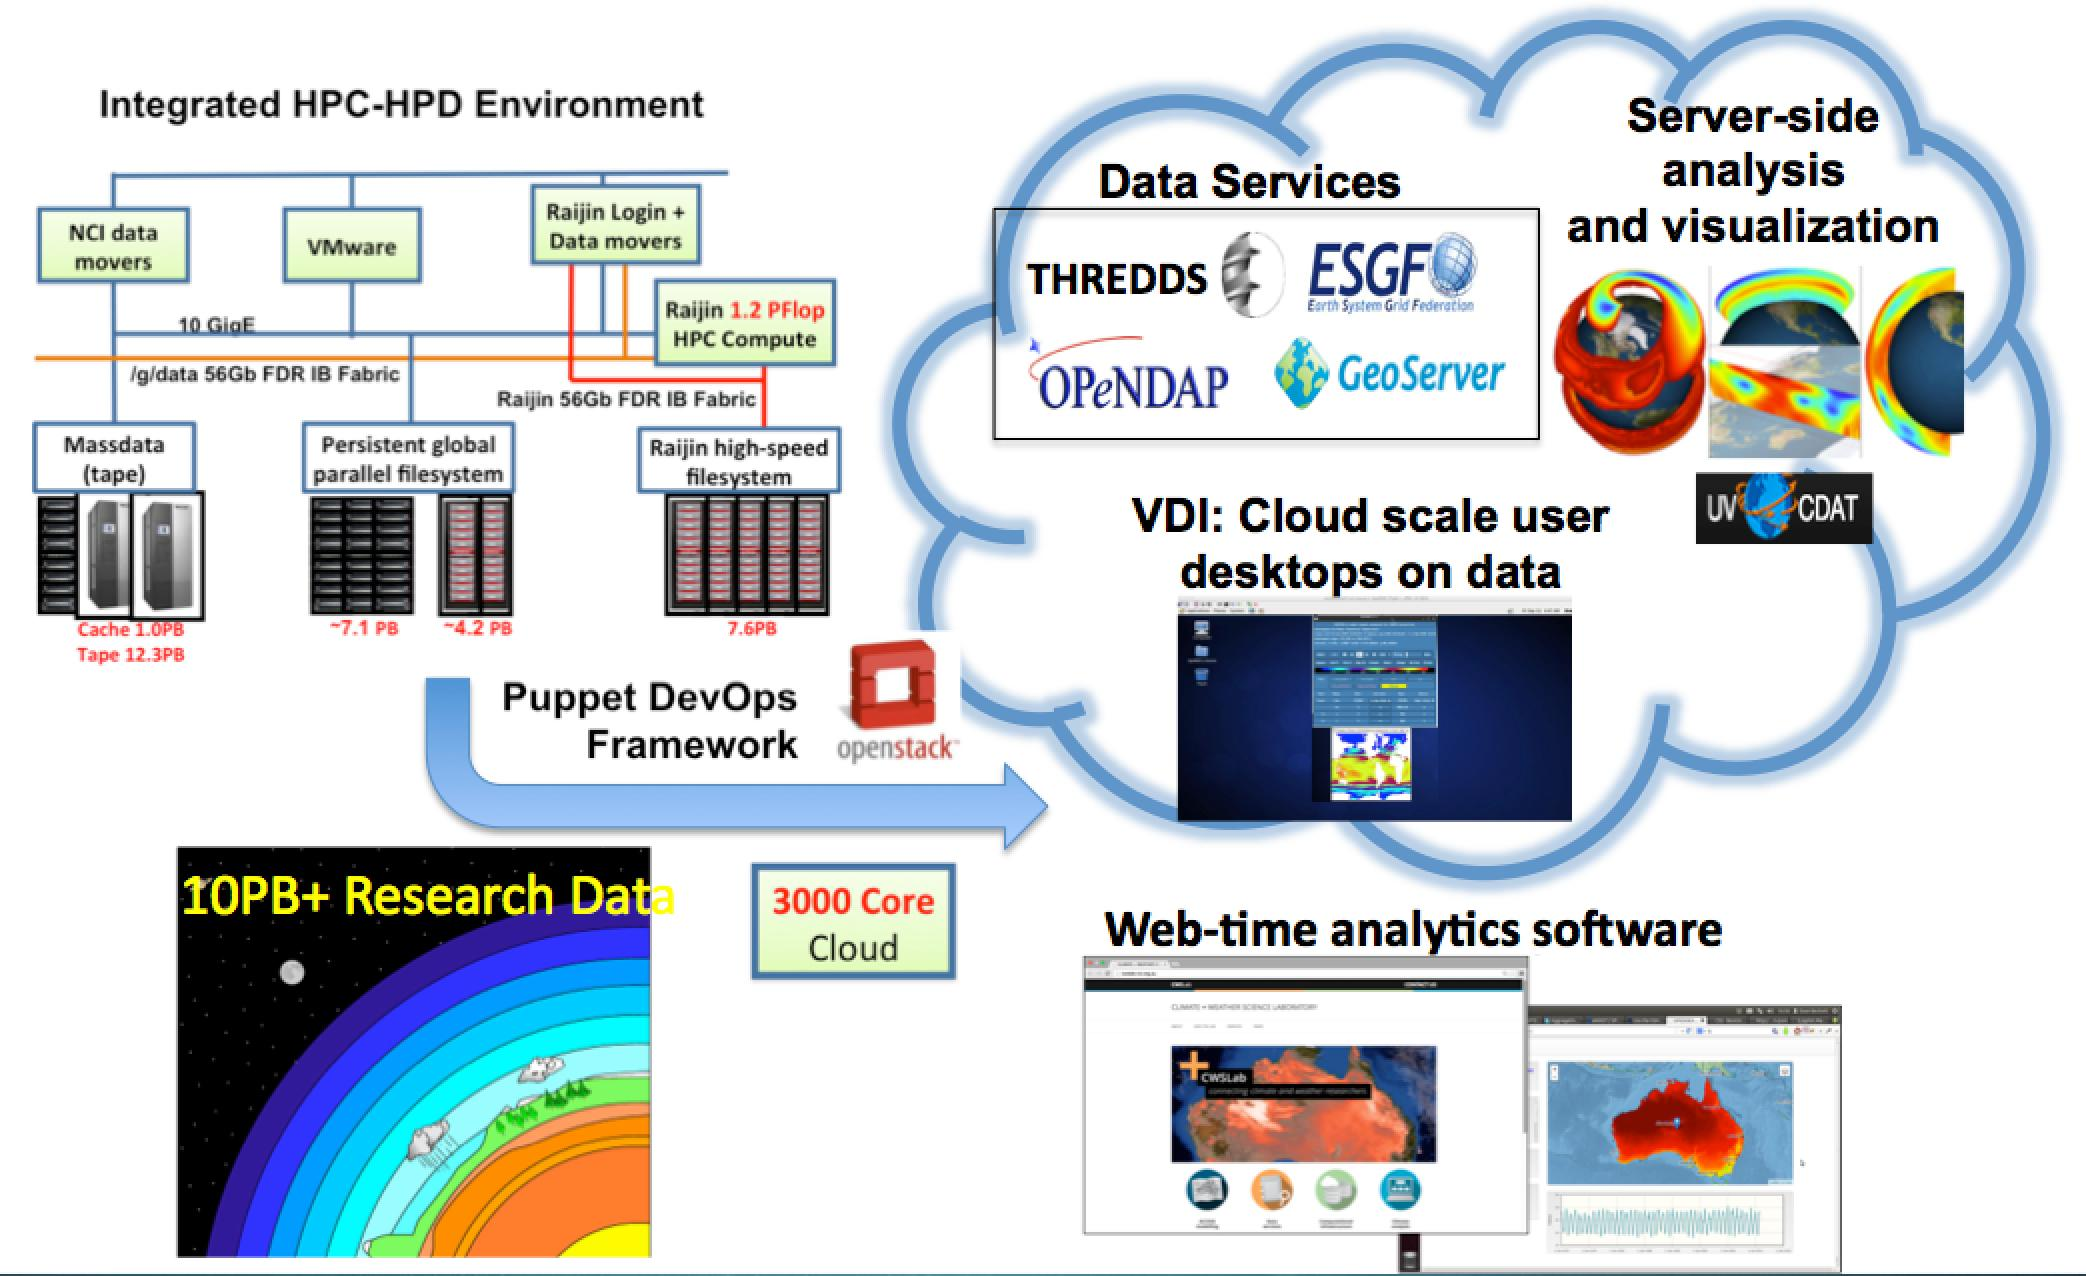 Integrated HPC-HPD Environment
NCI data
movers
VMware
Raijin Login +
Data movers
Raijin 1.2 PFlop
HPC Compute
10 GigE
/g/data 56Gb FDR IB Fabric
Raijin 56Gb FDR IB Fabric
Massdata
(tape)
Persistent global
parallel filesystem
Raijin high-speed
filesystem
Cache 1.0PB
Tape 12.3PB
~7.1 PB
~4.2 PB
7.6PB
Puppet DevOps
Framework
openstack™
10PB+ Research Data
3000 Core
Cloud
Data Services
THREDDS
ESGF
Earth System Grid Federation
OPeNDAP
GeoServer
Server-side
analysis
and visualization
UV CDAT
VDI: Cloud scale user
desktops on data
Web-time analytics software
CLIMATE + WEATHER SCIENCE LABORATORY
CWSLab
connecting climate and weather researchers